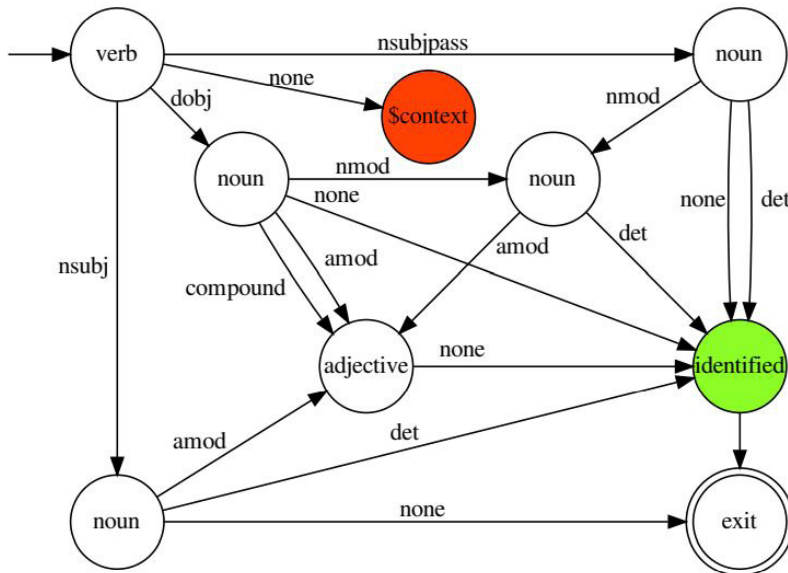 nsubjpass
verb
noun
none
dobj
$context
nmod
noun
nmod
noun
none
none
det
nsubj
compound
amod
amod
det
adjective
none
identified
amod
det
noun
none
exit